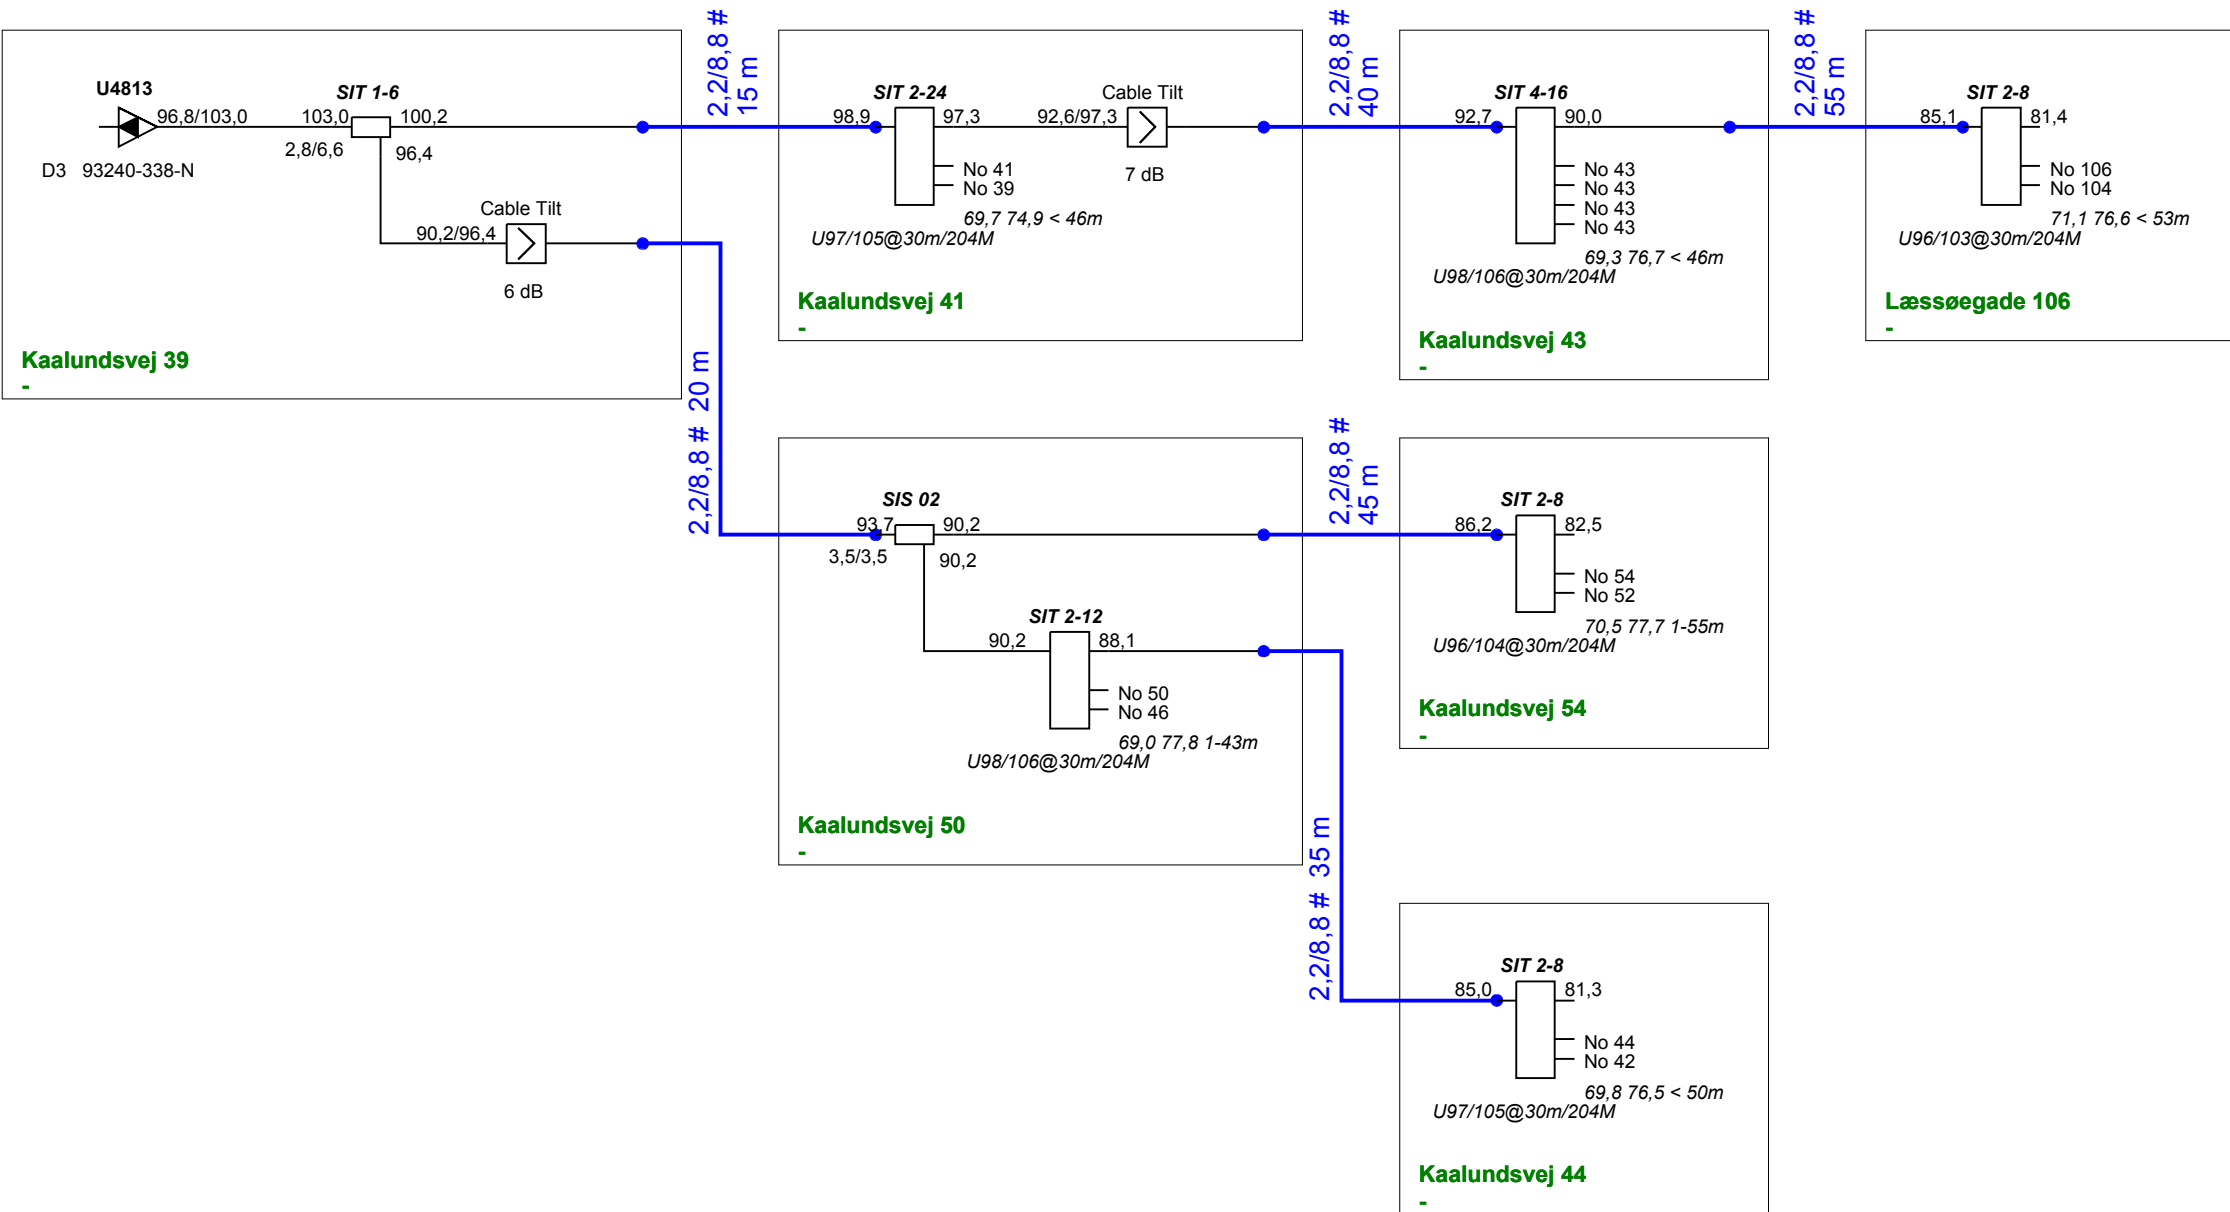 U4813
96,8/103,0
D3 93240-338-N
SIT 1-6
103,0
100,2
2,8/6,6
96,4
Cable Tilt
90,2/96,4
6 dB
Kaalundsvej 39
-
2,2/8,8 #
15 m
SIT 2-24
98,9
97,3
No 41
No 39
69,7 74,9 < 46m
U97/105@30m/204M
92,6/97,3
Cable Tilt
7 dB
Kaalundsvej 41
-
2,2/8,8 #
40 m
SIT 4-16
92,7
90,0
No 43
No 43
No 43
No 43
69,3 76,7 < 46m
U98/106@30m/204M
Kaalundsvej 43
-
2,2/8,8 #
55 m
SIT 2-8
85,1
81,4
No 106
No 104
71,1 76,6 < 53m
U96/103@30m/204M
Læssøegade 106
-
2,2/8,8 # 20 m
SIS 02
93,7
90,2
3,5/3,5
90,2
SIT 2-12
90,2
88,1
No 50
No 46
69,0 77,8 1-43m
U98/106@30m/204M
Kaalundsvej 50
-
2,2/8,8 #
45 m
SIT 2-8
86,2
82,5
No 54
No 52
70,5 77,7 1-55m
U96/104@30m/204M
Kaalundsvej 54
-
2,2/8,8 # 35 m
SIT 2-8
85,0
81,3
No 44
No 42
69,8 76,5 < 50m
U97/105@30m/204M
Kaalundsvej 44
-